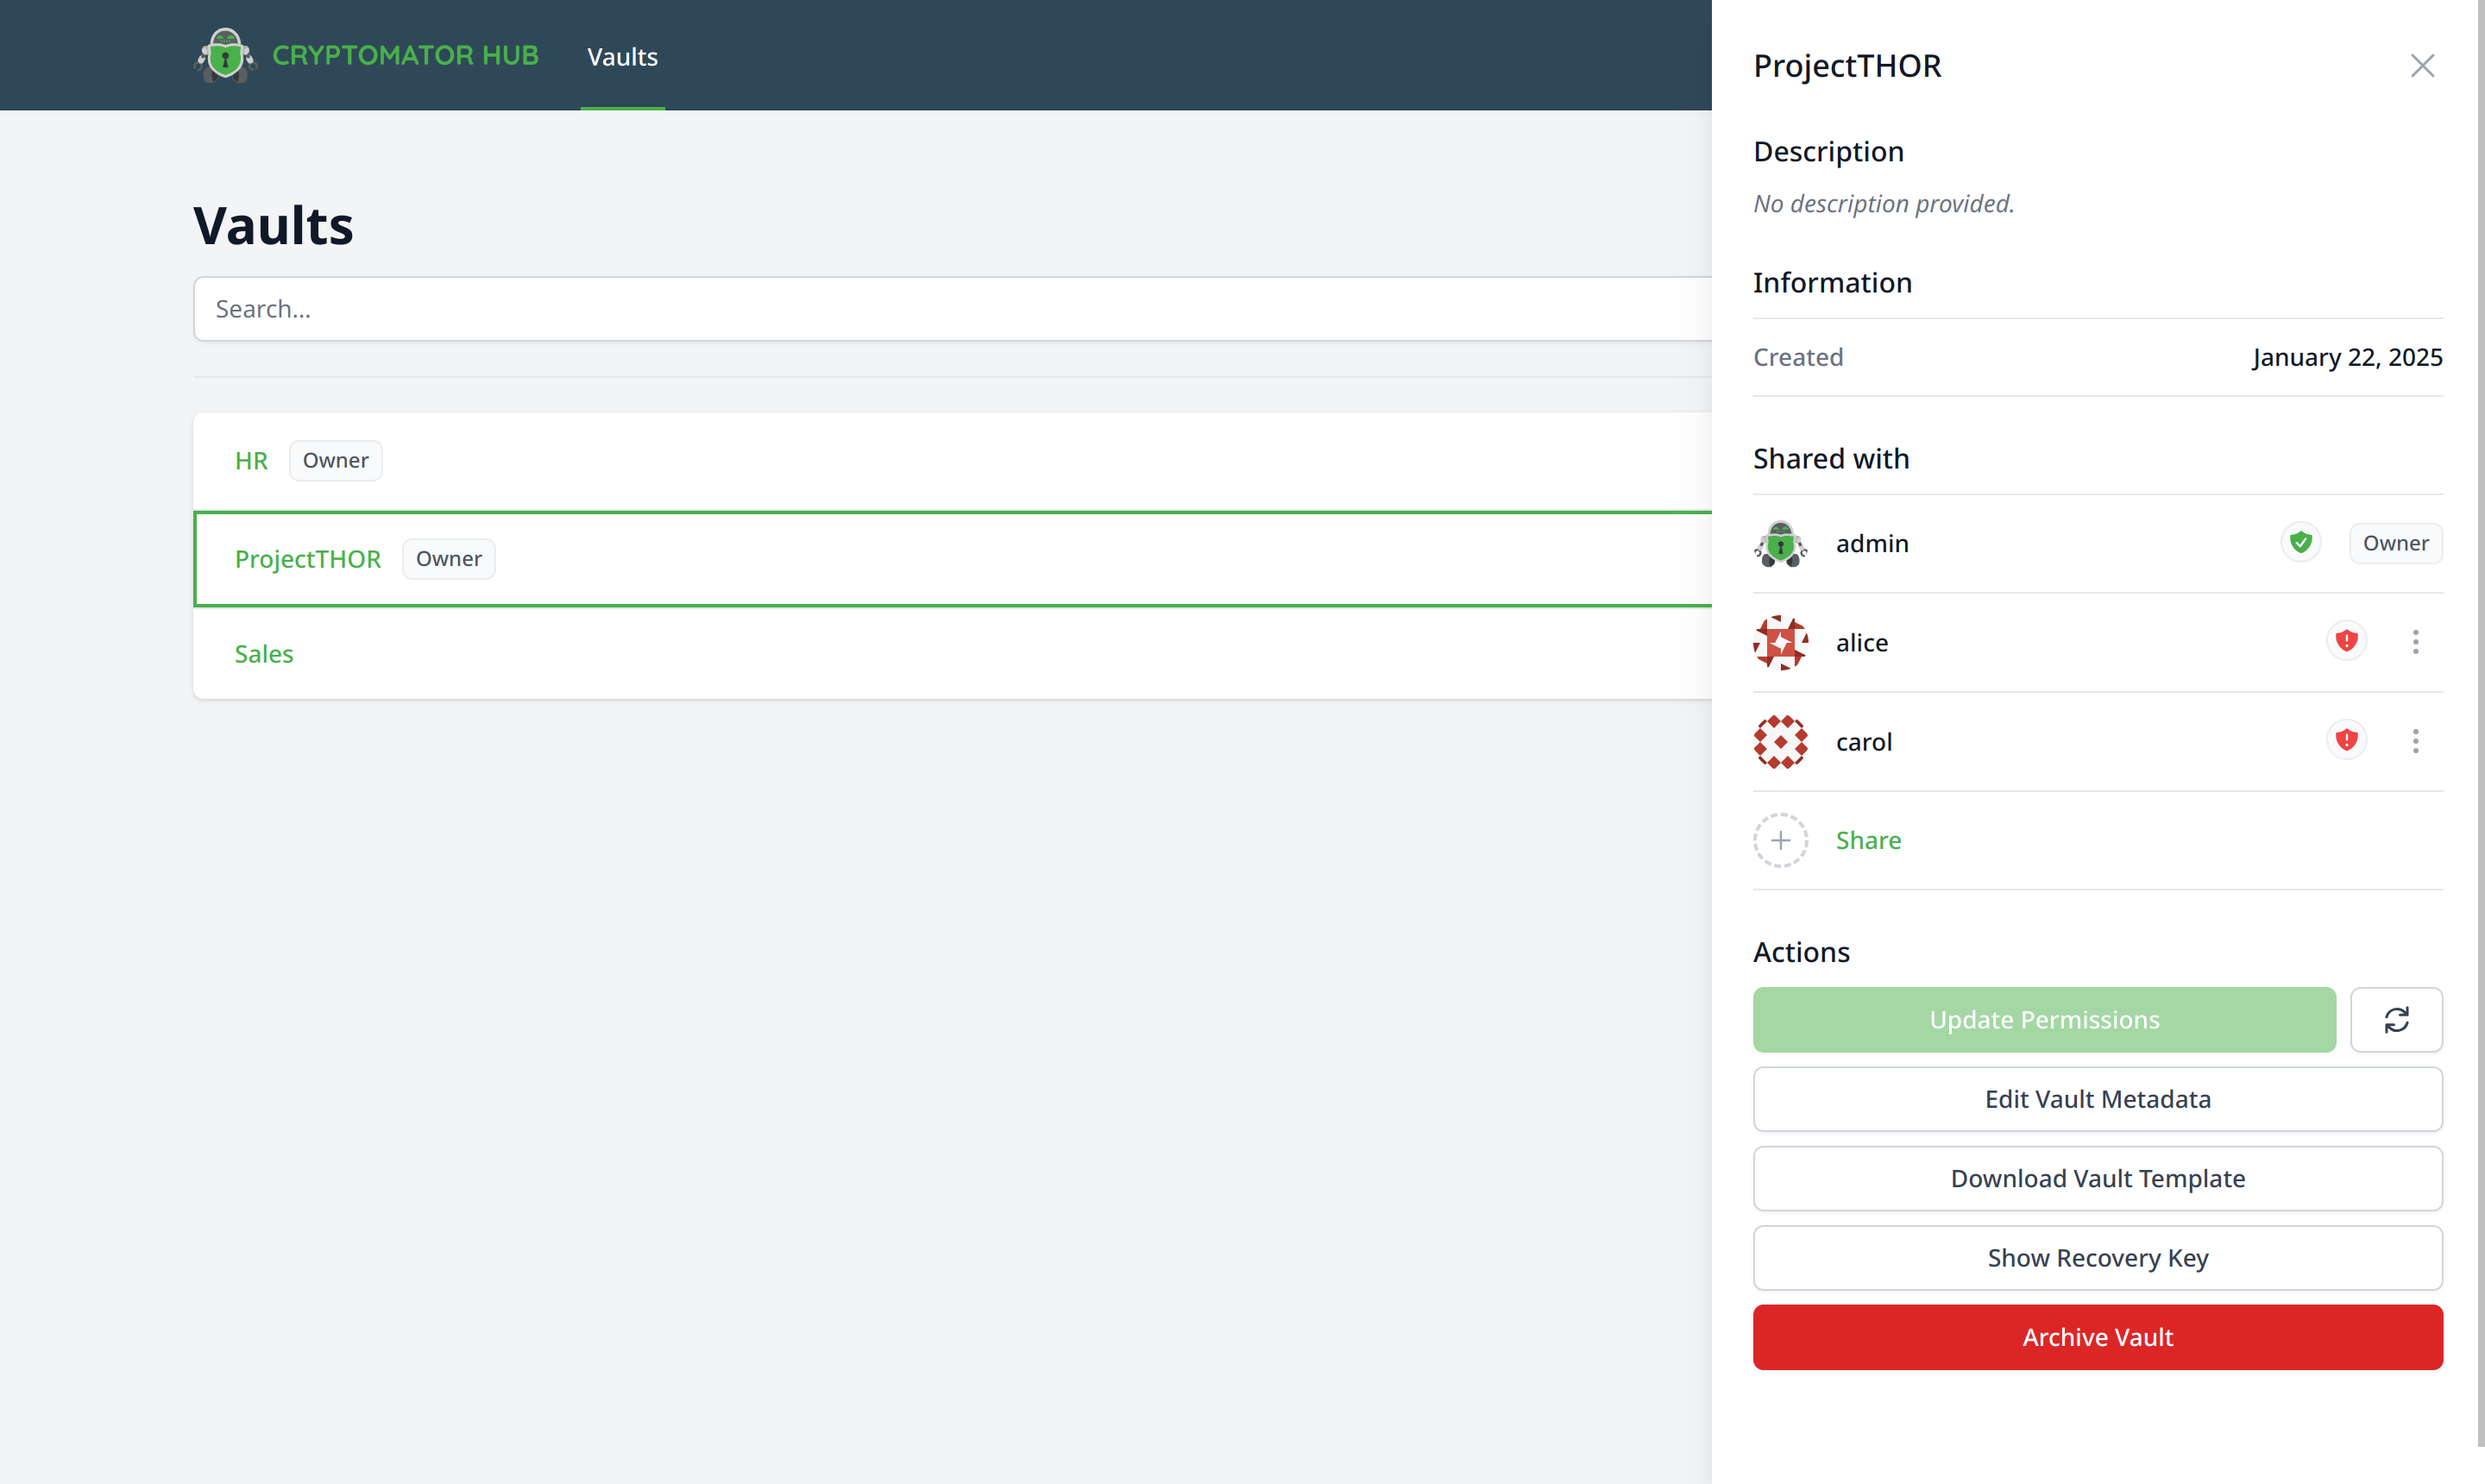 CRYPTOMATOR HUB
Vaults
Vaults
Search...
HR Owner
ProjectTHOR Owner
Sales
ProjectTHOR
Description
No description provided.
Information
Created January 22, 2025
Shared with
admin Owner
alice
carol
Share
Actions
Update Permissions
Edit Vault Metadata
Download Vault Template
Show Recovery Key
Archive Vault